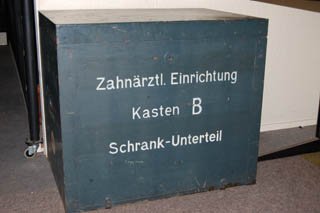 Zahnärztl. Einrichtung
Kasten B
Schrank-Unterteil